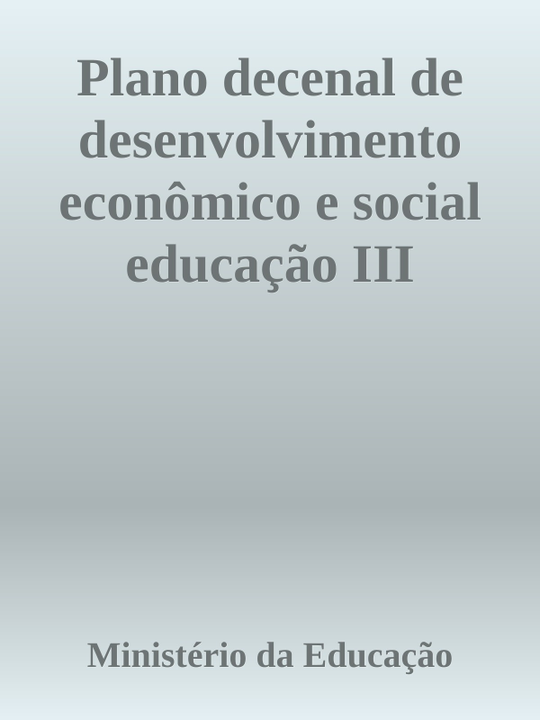 Plano decenal de
desenvolvimento
econômico e social
educação III
Ministério da Educação